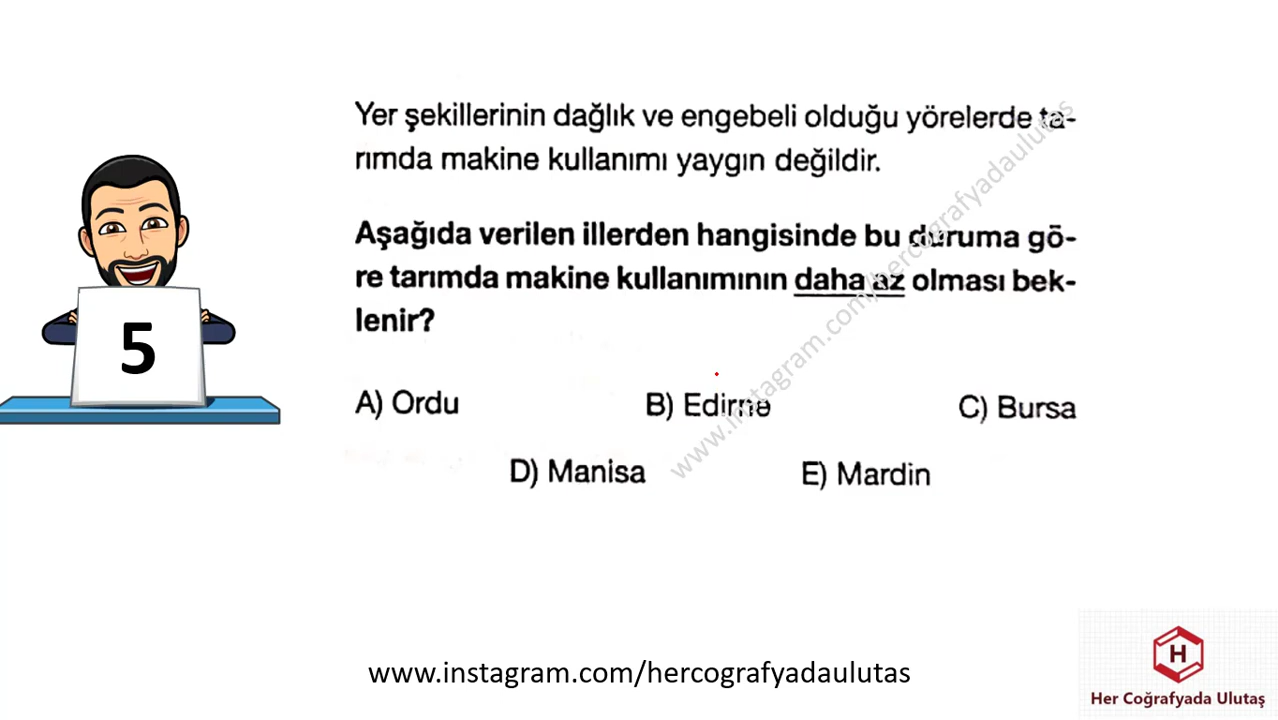 Yer şekillerinin dağlık ve engebeli olduğu yörelerde ta-
rımda makine kullanımı yaygın değildir.
Aşağıda verilen illerden hangisinde bu duruma gö-
re tarımda makine kullanımının daha az olması bek-
lenir?
5
A) Ordu B) Edirne C) Bursa
D) Manisa E) Mardin
www.instagram.com/hercografyadaulutas
www.instagram.com/hercografyadaulutas
H
Her Coğrafyada Ulutaş